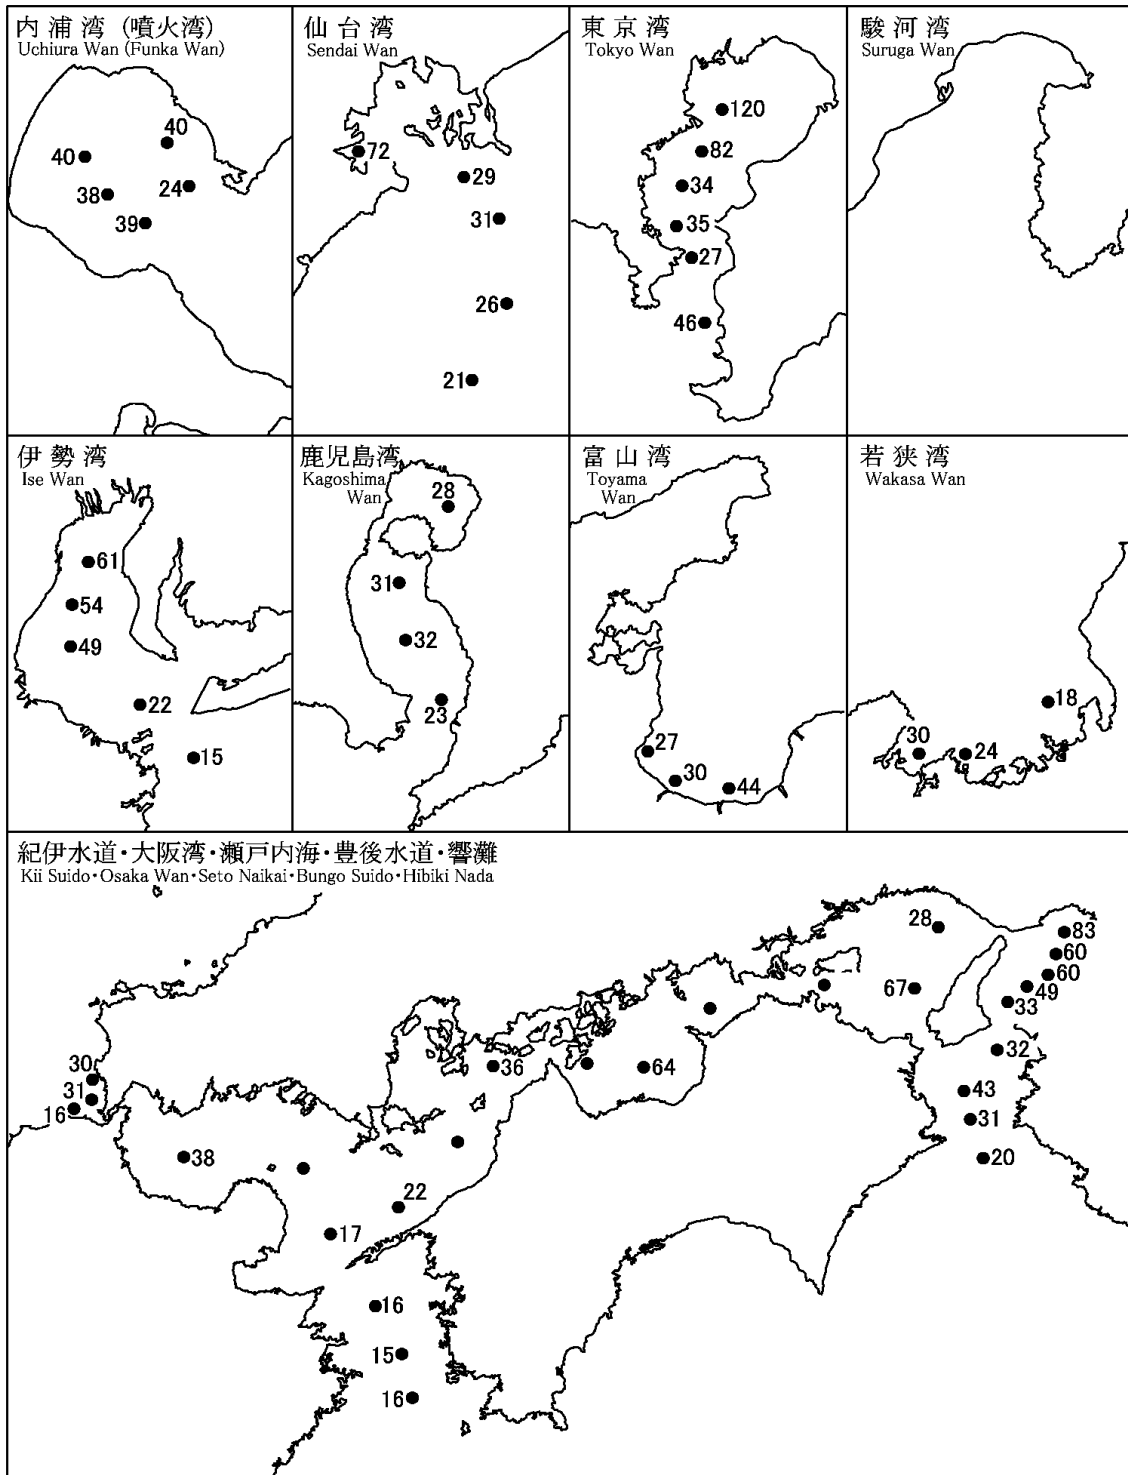 内浦湾 (噴火湾)
Uchiura Wan (Funka Wan)
40
40
38
24
39
仙台湾
Sendai Wan
72
29
31
26
21
東京湾
Tokyo Wan
120
82
34
35
27
46
駿河湾
Suruga Wan
伊勢湾
Ise Wan
61
54
49
22
15
鹿児島湾
Kagoshima
Wan
28
31
32
23
富山湾
Toyama
Wan
27
30
44
若狭湾
Wakasa Wan
18
30
24
紀伊水道・大阪湾・瀬戸内海・豊後水道・響灘
Kii Suido・Osaka Wan・Seto Naikai・Bungo Suido・Hibiki Nada
28
83
60
60
67
49
33
32
36
64
30
31
16
43
31
38
20
22
17
16
15
16